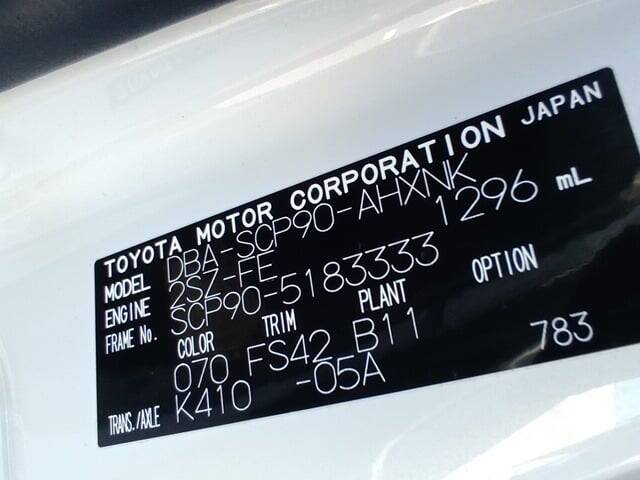 TOYOTA MOTOR CORPORATION JAPAN
MODEL DBA-SCP90-AHXNK
ENGINE 2SZ-FE 1296 mL
FRAME No. SCP90-5183333
COLOR TRIM PLANT OPTION
070 FS42 B11 783
TRANS./AXLE K410 -05A